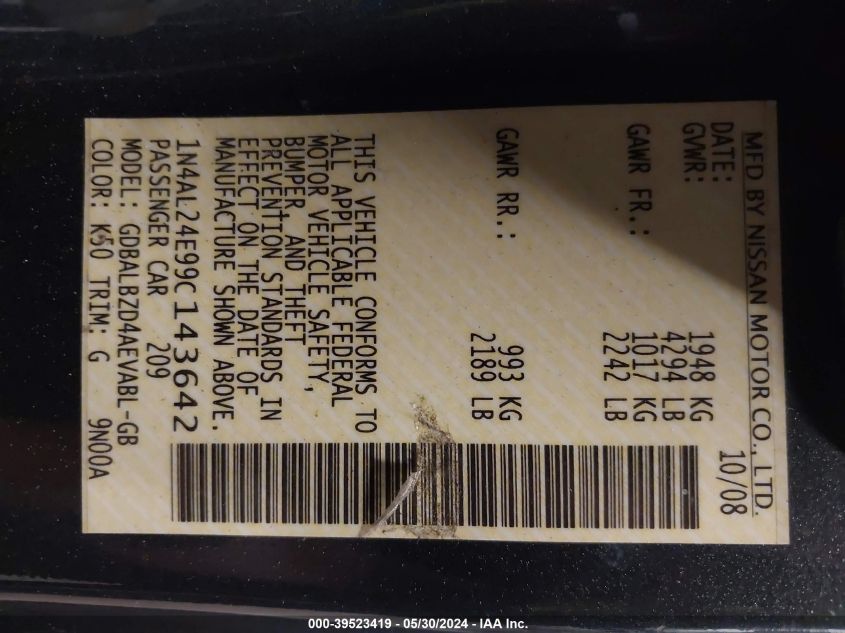 MFD BY NISSAN MOTOR CO., LTD.
DATE: 10/08
GVWR: 1948 KG
4294 LB
GAWR FR.: 1017 KG
2242 LB
GAWR RR.: 993 KG
2189 LB
THIS VEHICLE CONFORMS TO
ALL APPLICABLE FEDERAL
MOTOR VEHICLE SAFETY,
BUMPER, AND THEFT
PREVENTION STANDARDS IN
EFFECT ON THE DATE OF
MANUFACTURE SHOWN ABOVE.
1N4AL24E99C143642
PASSENGER CAR 209
MODEL: GDBALBZD4AEVABL-GB
COLOR: K50 TRIM: G 9N00A
000-39523419 - 05/30/2024 - IAA Inc.